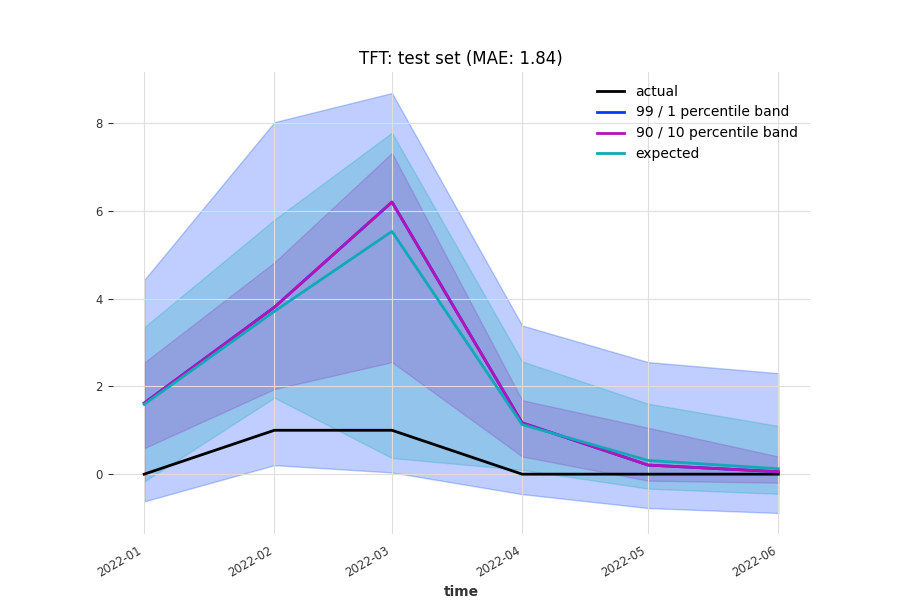 TFT: test set (MAE: 1.84)
actual
99 / 1 percentile band
90 / 10 percentile band
expected
8
6
4
2
0
2022-01
2022-02
2022-03
2022-04
2022-05
2022-06
time